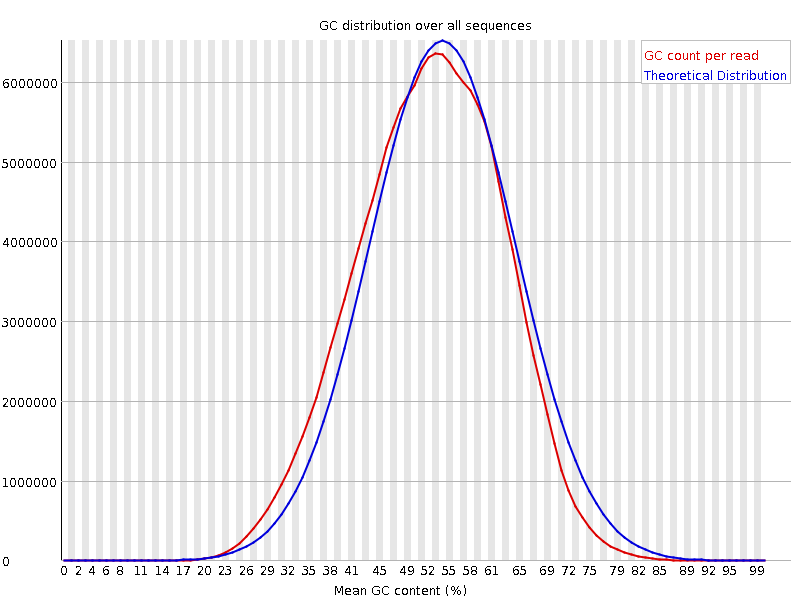 GC distribution over all sequences
GC count per read
Theoretical Distribution
6000000
5000000
4000000
3000000
2000000
1000000
0
0 2 4 6 8 11 14 17 20 23 26 29 32 35 38 41 45 49 52 55 58 61 65 69 72 75 79 82 85 89 92 95 99
Mean GC content (%)